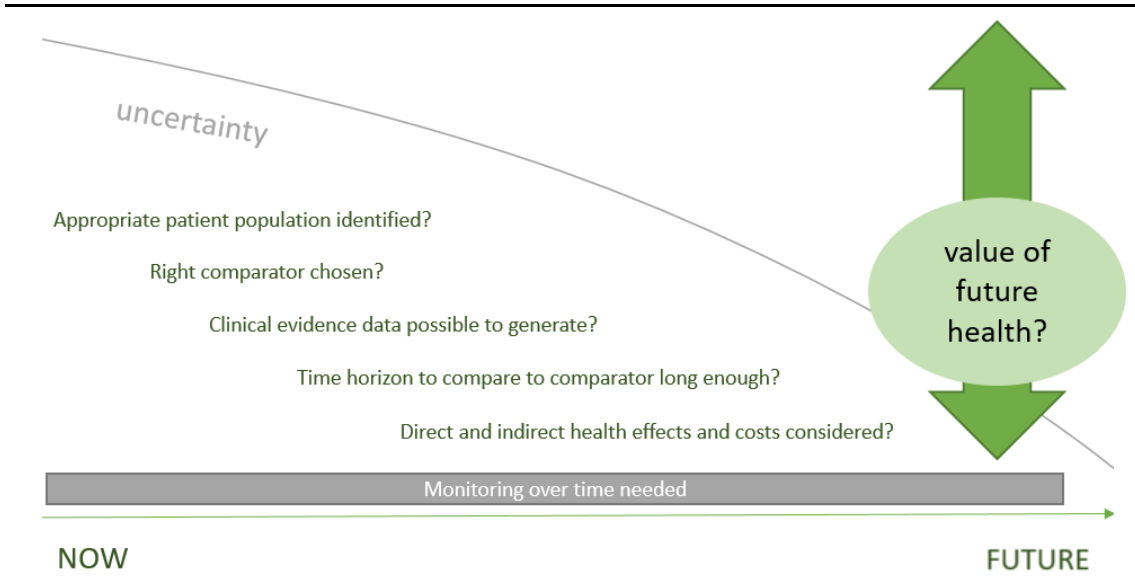 uncertainty
Appropriate patient population identified?
Right comparator chosen?
Clinical evidence data possible to generate?
Time horizon to compare to comparator long enough?
Direct and indirect health effects and costs considered?
value of
future
health?
Monitoring over time needed
NOW
FUTURE